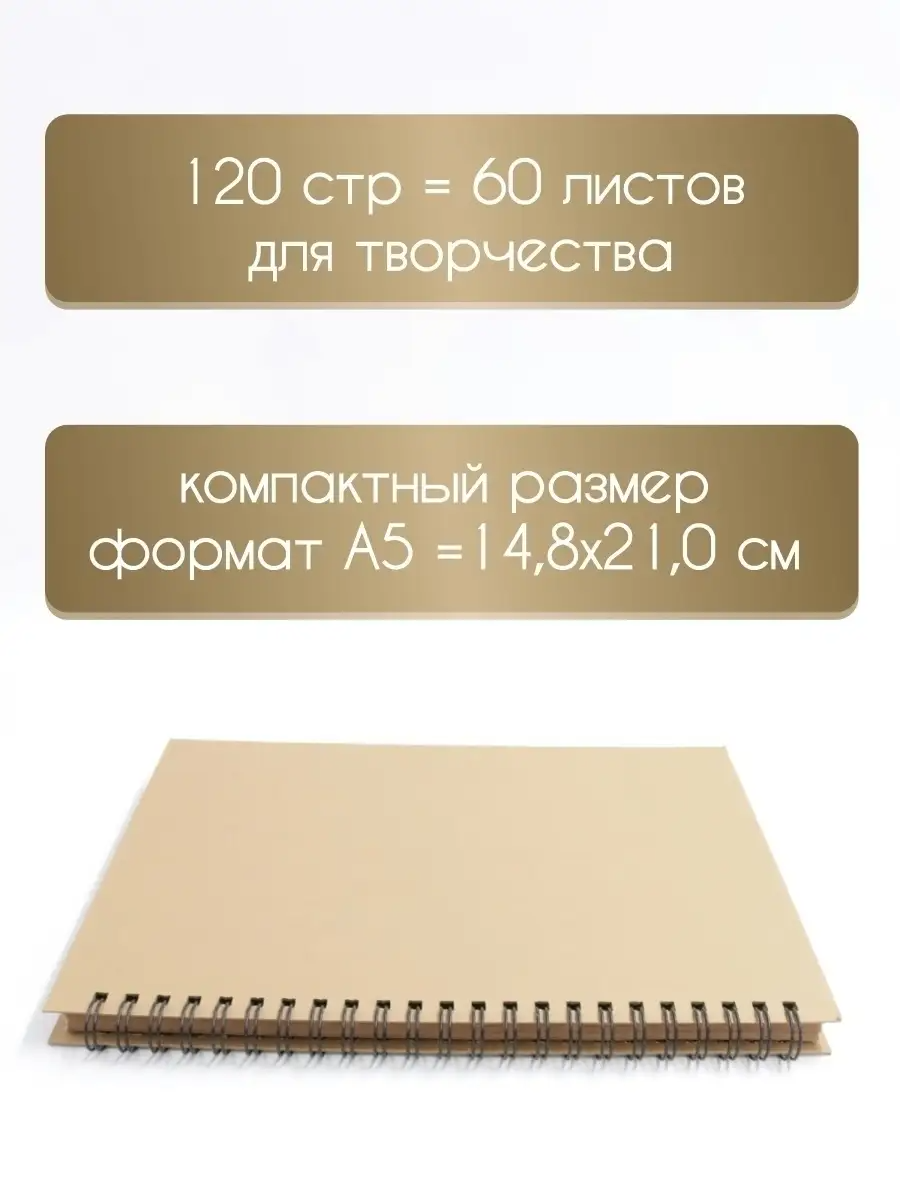 120 стр = 60 листов
для творчества
компактный размер
формат А5 =14,8х21,0 см